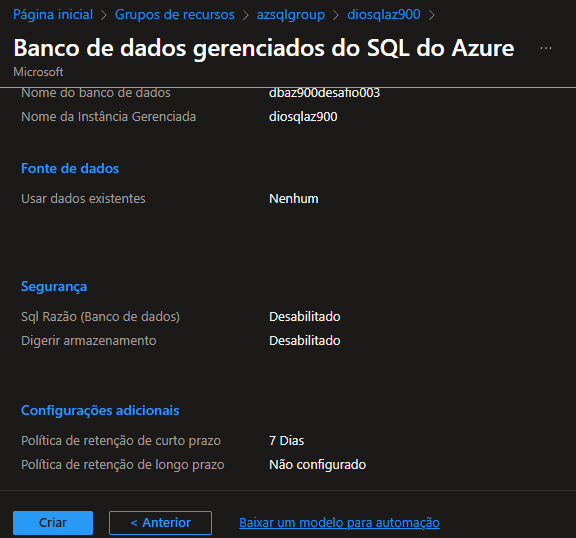 Página inicial > Grupos de recursos > azsqlgroup > diosqlaz900 >
Banco de dados gerenciados do SQL do Azure ...
Microsoft
Nome do banco de dados dbaz900desafio003
Nome da Instância Gerenciada diosqlaz900
Fonte de dados
Usar dados existentes Nenhum
Segurança
Sql Razão (Banco de dados) Desabilitado
Digerir armazenamento Desabilitado
Configurações adicionais
Política de retenção de curto prazo 7 Dias
Política de retenção de longo prazo Não configurado
Criar < Anterior Baixar um modelo para automação